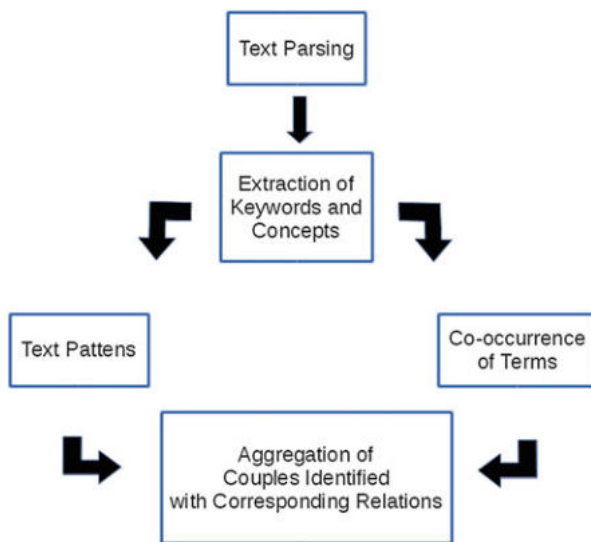 Text Parsing
Extraction of
Keywords and
Concepts
Text Pattens
Co-occurrence
of Terms
Aggregation of
Couples Identified
with Corresponding Relations